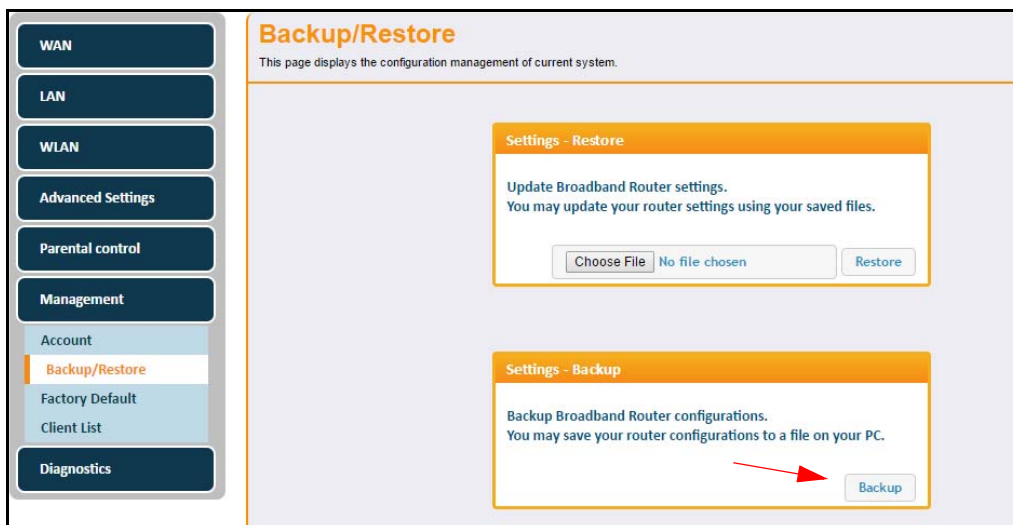 WAN
LAN
WLAN
Advanced Settings
Parental control
Management
Account
Backup/Restore
Factory Default
Client List
Diagnostics
Backup/Restore
This page displays the configuration management of current system.
Settings - Restore
Update Broadband Router settings.
You may update your router settings using your saved files.
Choose File No file chosen Restore
Settings - Backup
Backup Broadband Router configurations.
You may save your router configurations to a file on your PC.
Backup